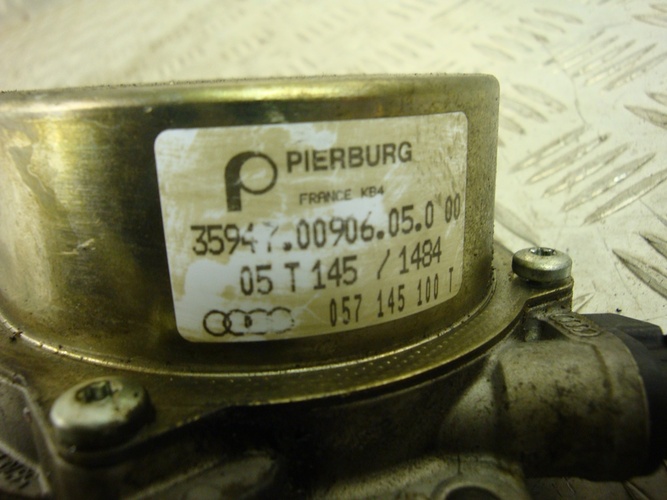 PIERBURG
FRANCE KB4
35947.00906.05.0 00
05 T 145 / 1484
057 145 100 T